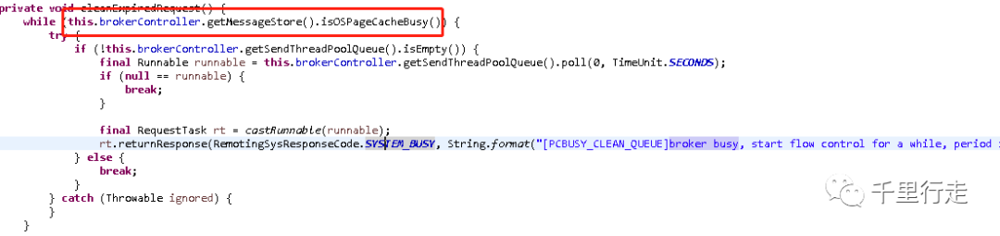 private void cleanExpiredRequest() {
while (this.brokerController.getMessageStore().isOSPageCacheBusy()) {
try {
if (!this.brokerController.getSendThreadPoolQueue().isEmpty()) {
final Runnable runnable = this.brokerController.getSendThreadPoolQueue().poll(0, TimeUnit.SECONDS);
if (null == runnable) {
break;
}
final RequestTask rt = castRunnable(runnable);
rt.returnResponse(RemotingSysResponseCode.SYSTEM_BUSY, String.format("[PCBUSY_CLEAN_QUEUE]broker busy, start flow control for a while, period
} else {
break;
}
} catch (Throwable ignored) {
}
}
千里行走